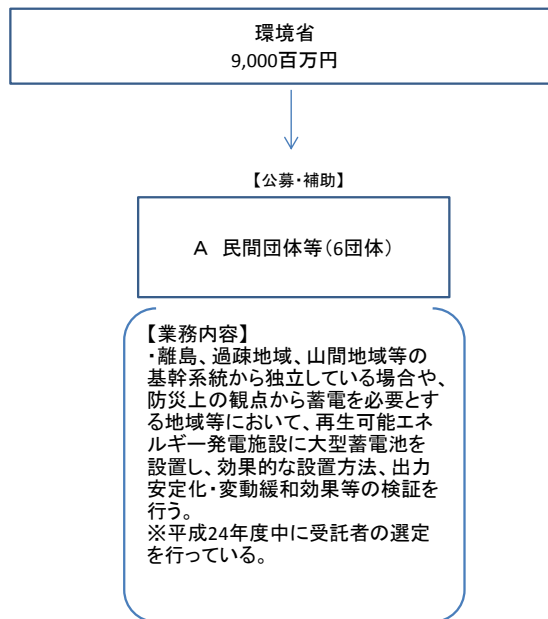 環境省
9,000百万円
【公募・補助】
A 民間団体等（6団体）
【業務内容】
・離島、過疎地域、山間地域等の
基幹系統から独立している場合や、
防災上の観点から蓄電を必要とす
る地域等において、再生可能エネ
ルギー発電施設に大型蓄電池を
設置し、効果的な設置方法、出力
安定化・変動緩和効果等の検証を
行う。
※平成24年度中に受託者の選定
を行っている。